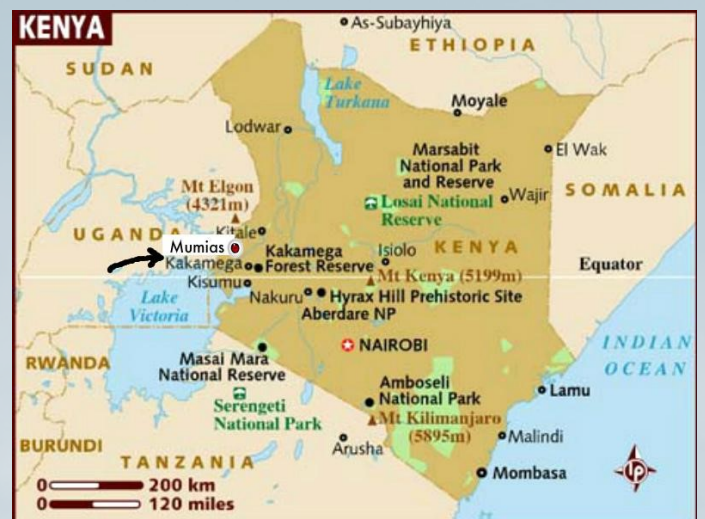 KENYA
As-Subayhiya
ETHIOPIA
SUDAN
Lake
Turkana
Moyale
Lodwar
El Wak
Marsabit
National Park
and Reserve
Mt Elgon
(4321m)
Wajir
SOMALIA
Losai National
Reserve
UGANDA
Kitale
Mumias
Kakamega
Kakamega
Forest Reserve
Isiolo
KENYA
Equator
Mt Kenya (5199m)
Kisumu
Lake
Victoria
Nakuru
Hyrax Hill Prehistoric Site
Aberdare NP
NAIROBI
INDIAN
OCEAN
RWANDA
Masai Mara
National Reserve
Amboseli
National Park
Lamu
Serengeti
National Park
Mt Kilimanjaro
(5895m)
Arusha
Malindi
BURUNDI
TANZANIA
Mombasa
0 200 km
0 120 miles
LP